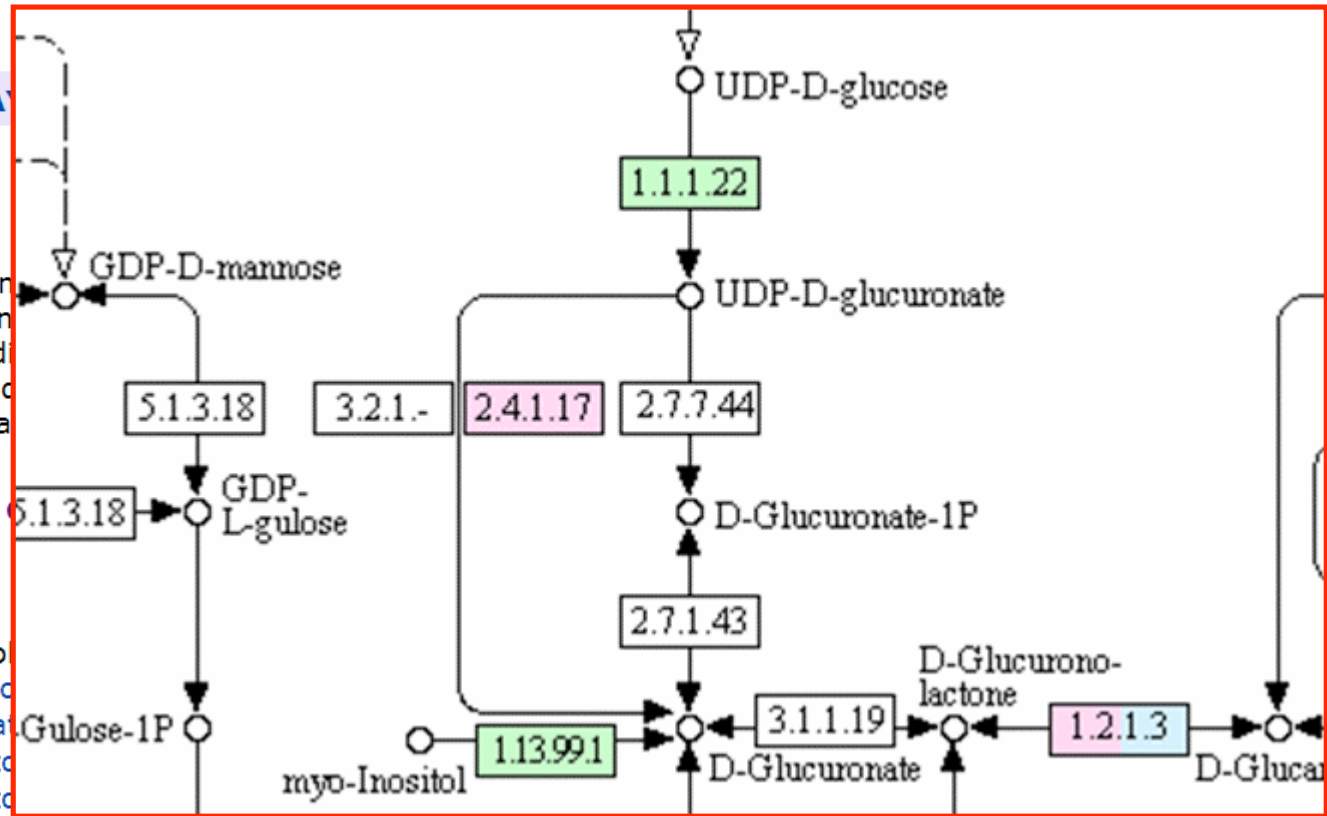 UDP-D-glucose
1.1.1.22
GDP-D-mannose
UDP-D-glucuronate
5.1.3.18
3.2.1.-
2.4.1.17
2.7.7.44
GDP-
L-gulose
5.1.3.18
D-Glucuronate-1P
2.7.1.43
D-Glucurono-
lactone
-Gulose-1P
3.1.1.19
1.2.1.3
1.13.99.1
myo-Inositol
D-Glucuronate
D-Glucar